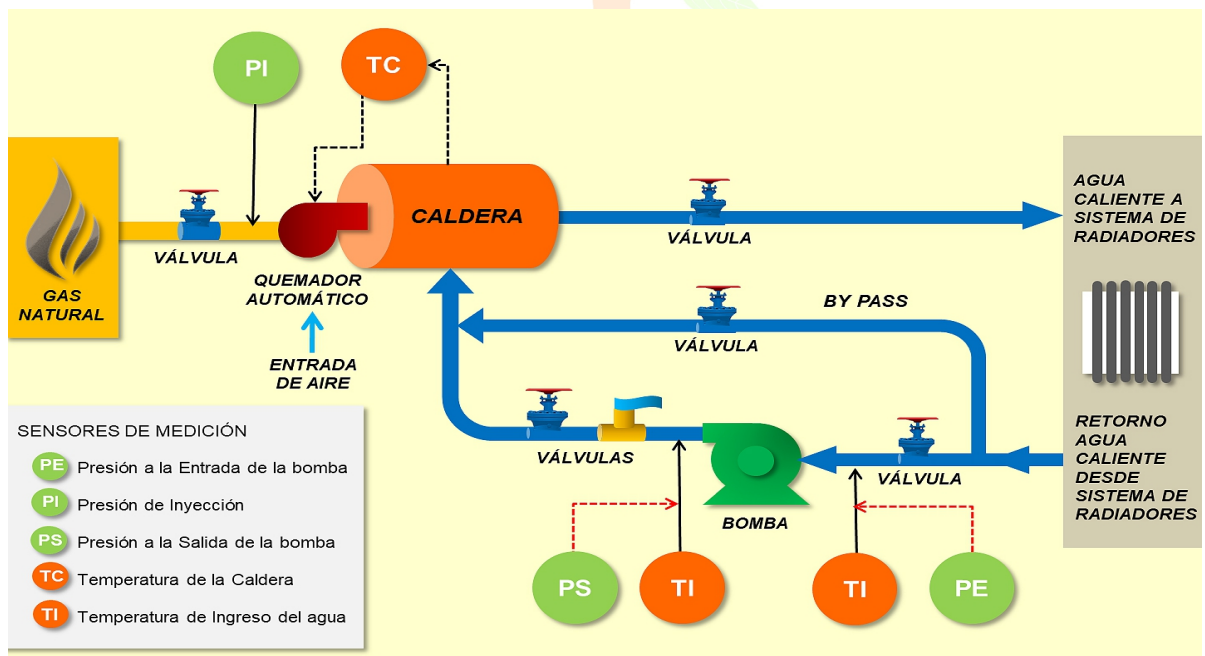 PI
TC
GAS
NATURAL
VÁLVULA
QUEMADOR
AUTOMÁTICO
ENTRADA
DE AIRE
CALDERA
VÁLVULA
AGUA
CALIENTE A
SISTEMA DE
RADIADORES
BY PASS
VÁLVULA
VÁLVULAS
BOMBA
VÁLVULA
RETORNO
AGUA
CALIENTE
DESDE
SISTEMA DE
RADIADORES
PS
TI
TI
PE
SENSORES DE MEDICIÓN
PE Presión a la Entrada de la bomba
PI Presión de Inyección
PS Presión a la Salida de la bomba
TC Temperatura de la Caldera
TI Temperatura de Ingreso del agua